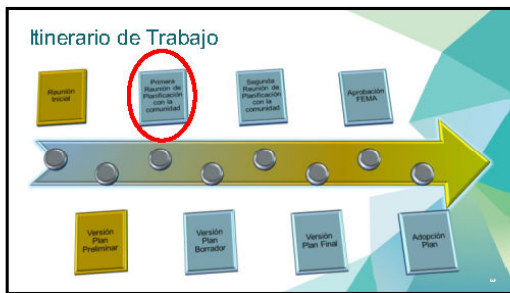 Itinerario de Trabajo
Reunión
Inicial
Primera
Reunión de
Planificación
con la
comunidad
Segunda
Reunión de
Planificación
con la
comunidad
Aprobación
FEMA
Versión
Plan
Preliminar
Versión
Plan
Borrador
Versión
Plan Final
Adopción
Plan